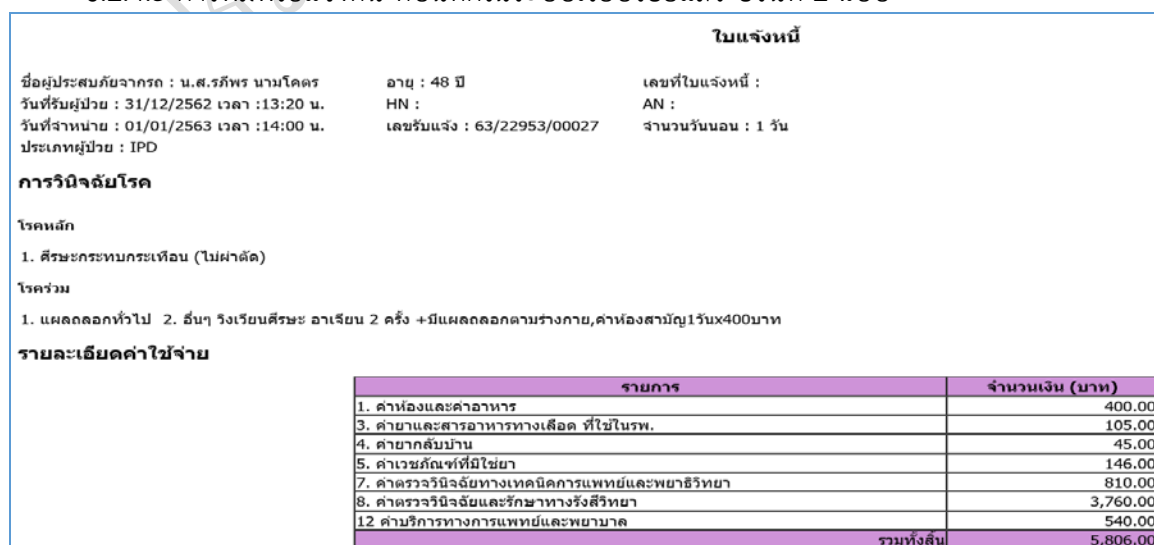 ใบแจ้งหนี้
ชื่อผู้ประสบภัยจากรถ : น.ส.รภีพร นามโคตร อายุ : 48 ปี เลขที่ใบแจ้งหนี้ :
วันที่รับผู้ป่วย : 31/12/2562 เวลา :13:20 น. HN : AN :
วันที่จำหน่าย : 01/01/2563 เวลา :14:00 น. เลขรับแจ้ง : 63/22953/00027 จำนวนวันนอน : 1 วัน
ประเภทผู้ป่วย : IPD
การวินิจฉัยโรค
โรคหลัก
1. ศีรษะกระทบกระเทือน (ไม่ผ่าตัด)
โรคร่วม
1. แผลถลอกทั่วไป 2. อื่นๆ วิงเวียนศีรษะ อาเจียน 2 ครั้ง +มีแผลถลอกตามร่างกาย,ค่าห้องสามัญ1วันx400บาท
รายละเอียดค่าใช้จ่าย
รายการ จำนวนเงิน (บาท)
1. ค่าห้องและค่าอาหาร 400.00
3. ค่ายาและสารอาหารทางเลือด ที่ใช้ในรพ. 105.00
4. ค่ายากลับบ้าน 45.00
5. ค่าเวชภัณฑ์ที่มิใช่ยา 146.00
7. ค่าตรวจวินิจฉัยทางเทคนิคการแพทย์และพยาธิวิทยา 810.00
8. ค่าตรวจวินิจฉัยและรักษาทางรังสีวิทยา 3,760.00
12 ค่าบริการทางการแพทย์และพยาบาล 540.00
รวมทั้งสิ้น 5,806.00